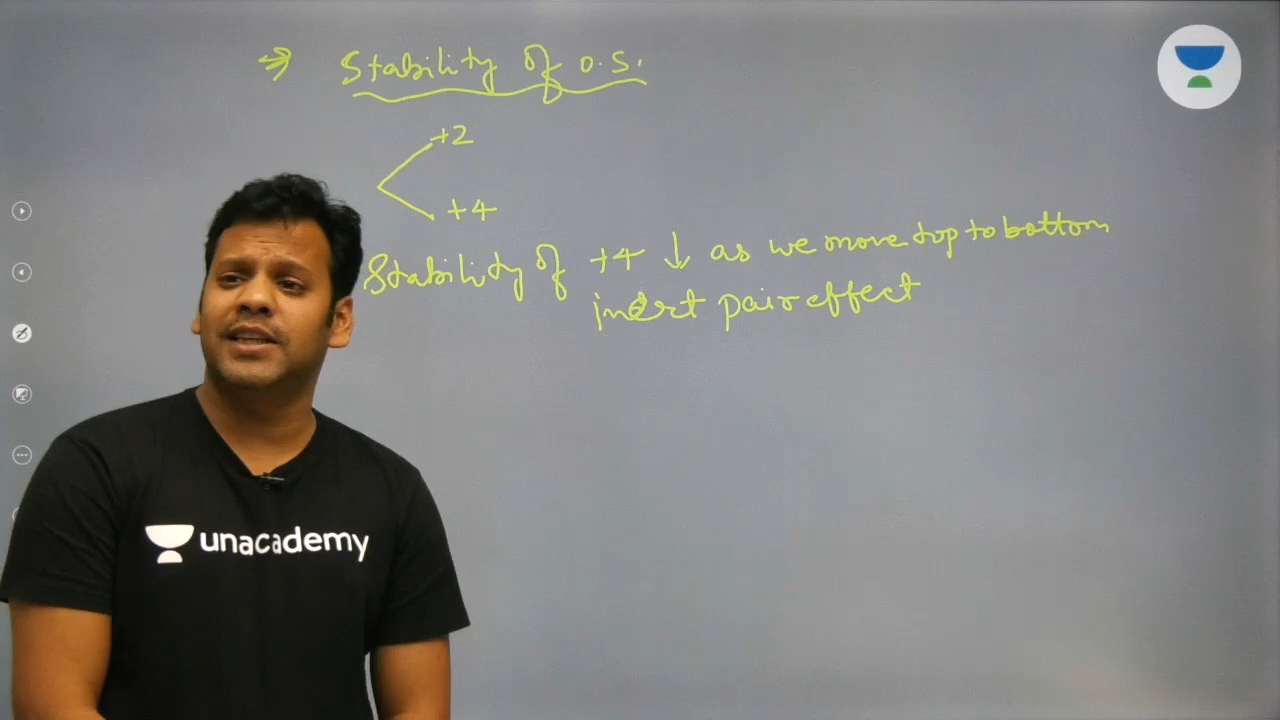 → Stability of O.S.
+2
+4
Stability of +4 ↓ as we move top to bottom
inert pair effect
unacademy